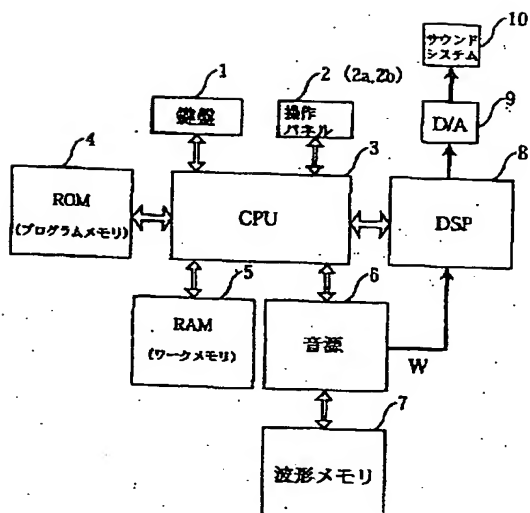 10
サウンド
システム
1
2 (2a,2b)
9
鍵盤
操作
パネル
D/A
4
3
8
ROM
(プログラムメモリ)
CPU
DSP
5
6
RAM
(ワークメモリ)
音源
W
7
波形メモリ